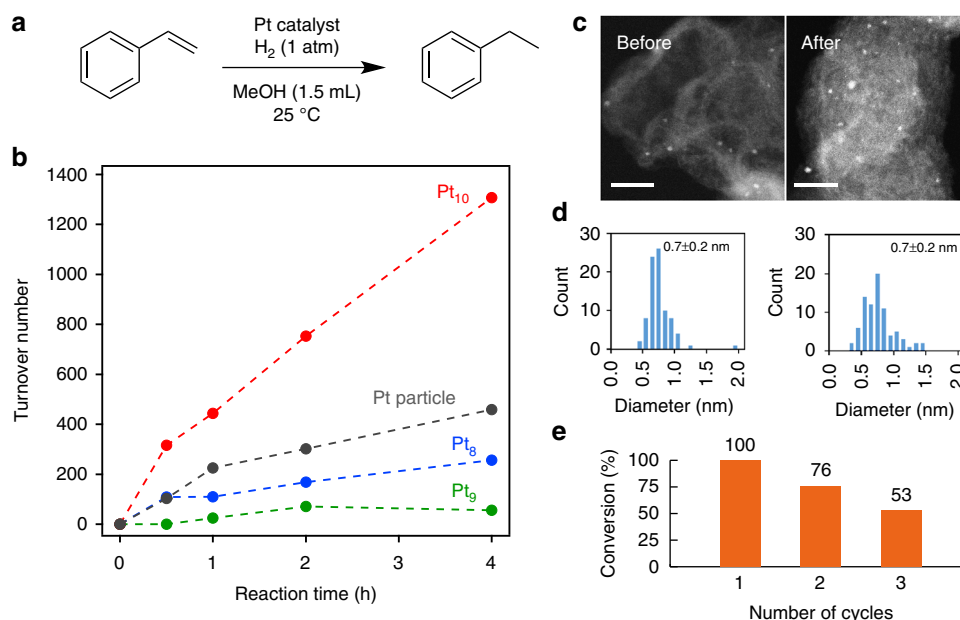 a
Pt catalyst
H2 (1 atm)
MeOH (1.5 mL)
25 °C
b
Turnover number
1400
1200
1000
800
600
400
200
0
Pt10
Pt particle
Pt8
Pt9
0 1 2 3 4
Reaction time (h)
c
Before
After
d
Count
30
20
10
0
0.7±0.2 nm
0.0 0.5 1.0 1.5 2.0
Diameter (nm)
Count
30
20
10
0
0.7±0.2 nm
0.0 0.5 1.0 1.5 2.0
Diameter (nm)
e
Conversion (%)
100
75
50
25
0
100
76
53
1 2 3
Number of cycles